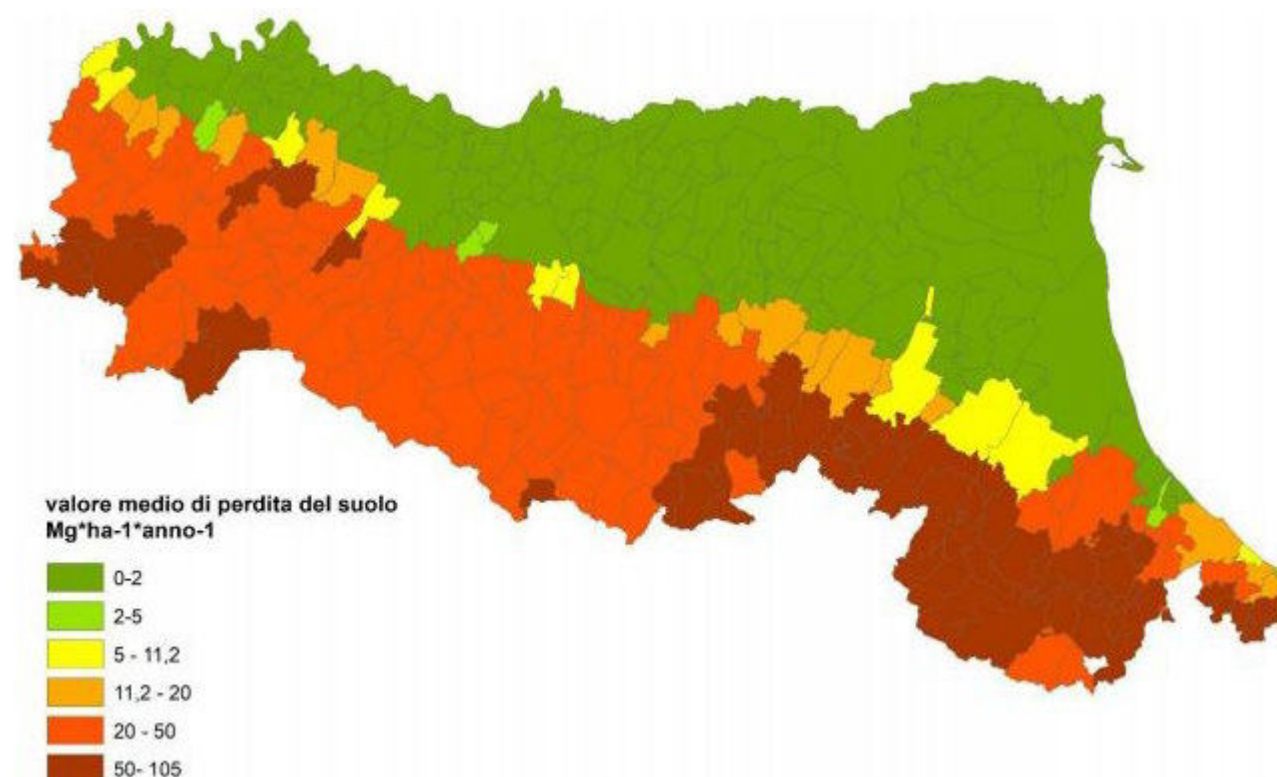 valore medio di perdita del suolo
Mg*ha-1*anno-1
0-2
2-5
5 - 11,2
11,2 - 20
20 - 50
50- 105